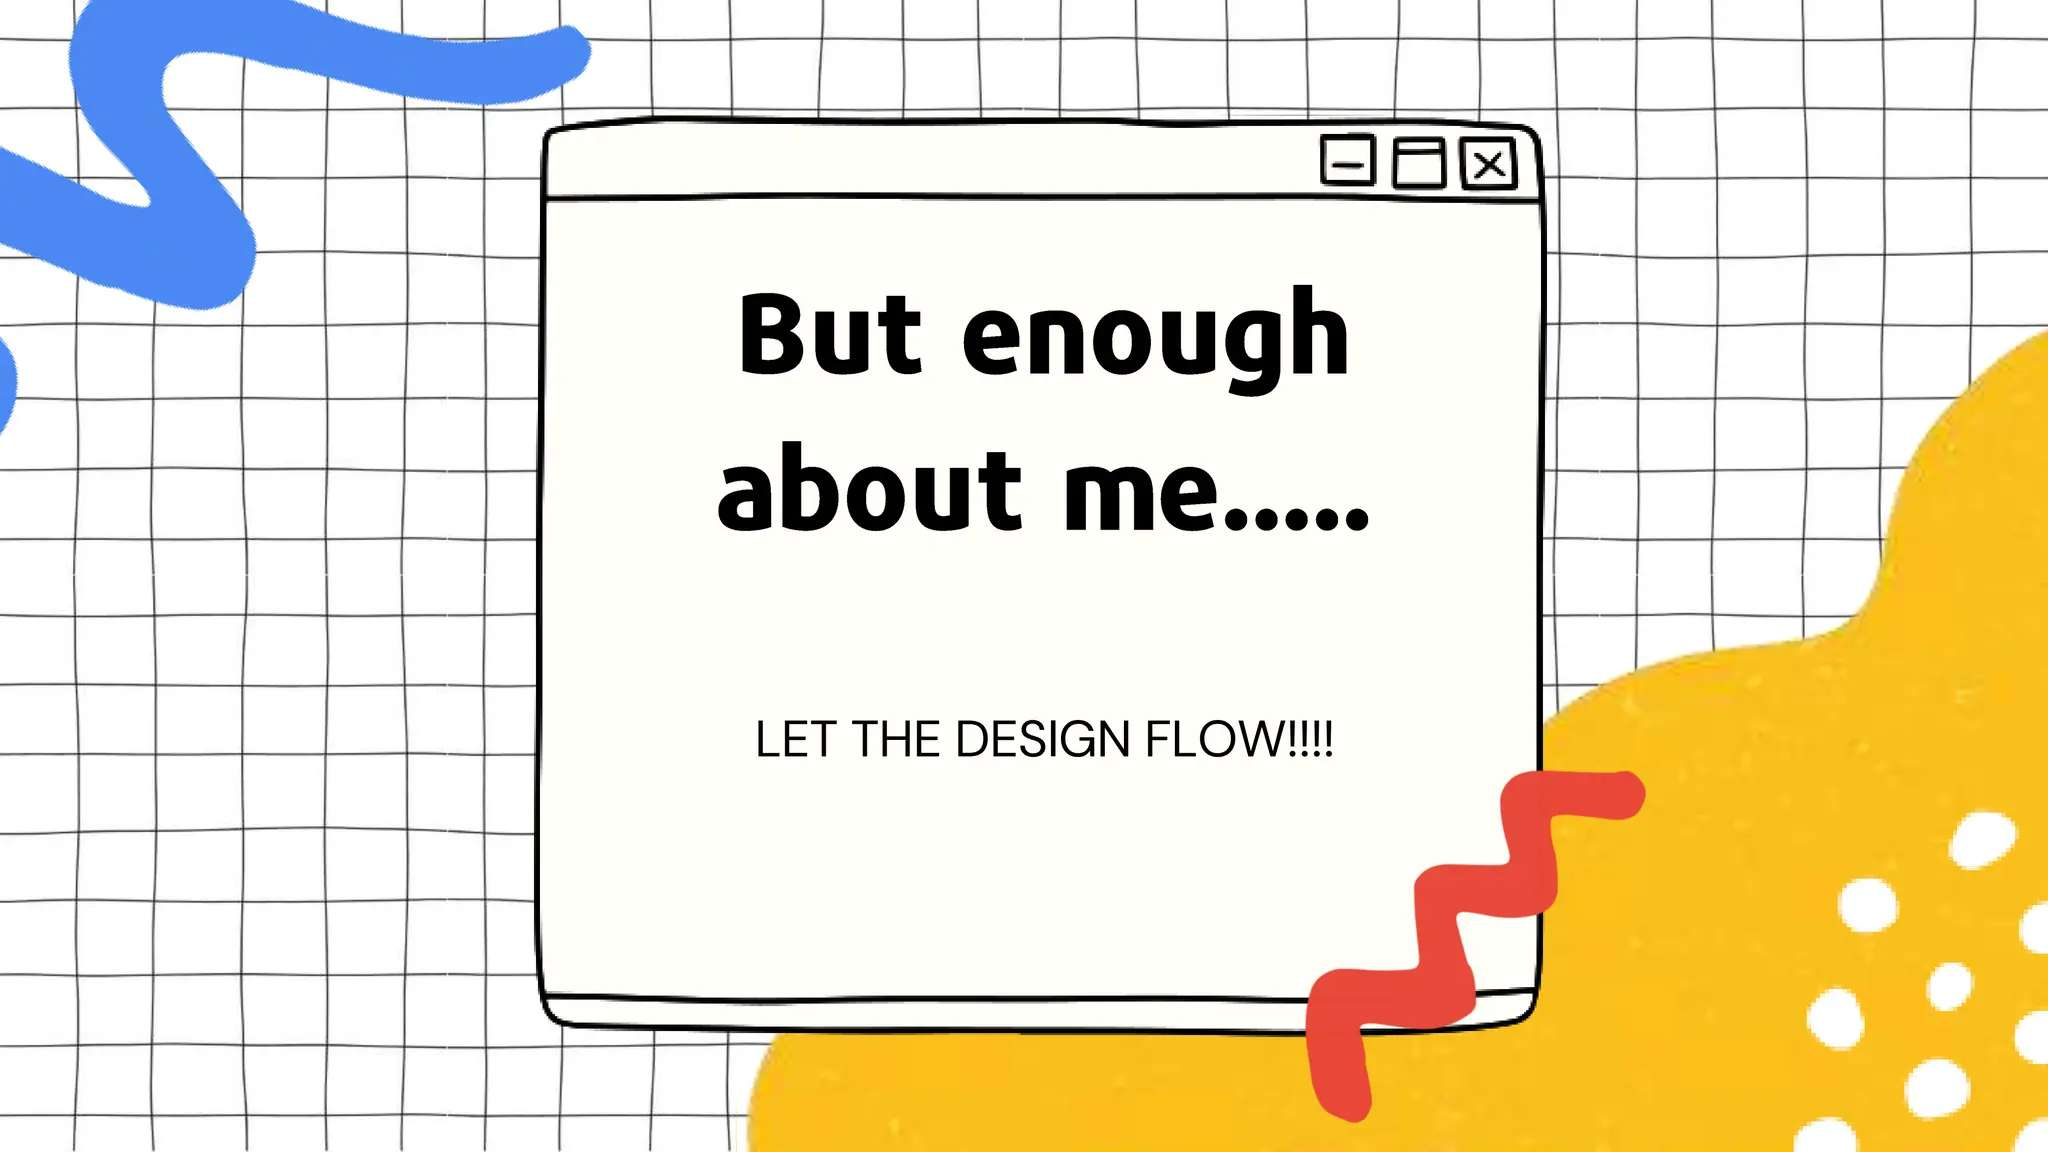 But enough
about me.....
LET THE DESIGN FLOW!!!!